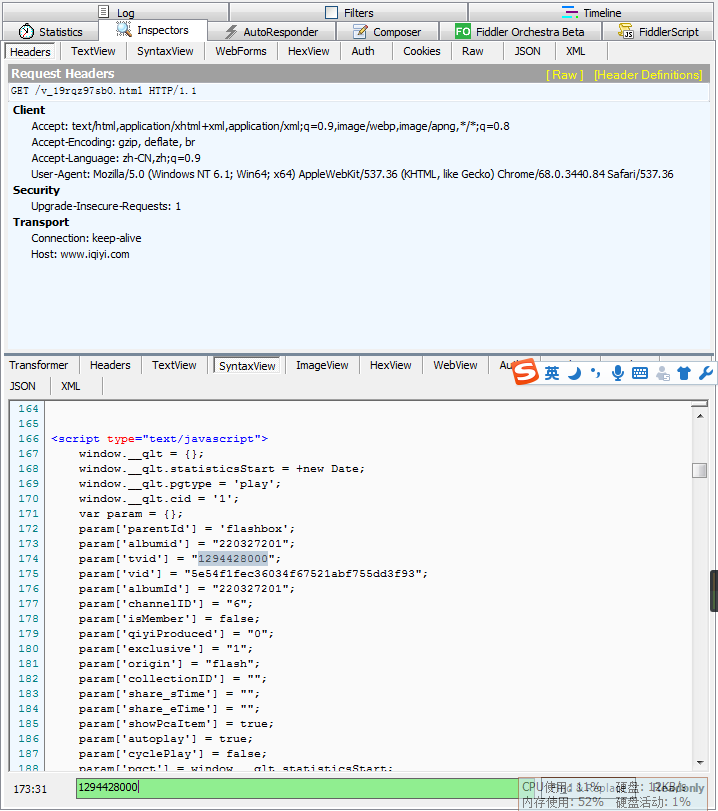 Log Filters Timeline
Statistics Inspectors AutoResponder Composer FO Fiddler Orchestra Beta FiddlerScript
Headers TextView SyntaxView WebForms HexView Auth Cookies Raw JSON XML
Request Headers [ Raw ] [Header Definitions]
GET /v_19rqz97sb0.html HTTP/1.1
Client
Accept: text/html,application/xhtml+xml,application/xml;q=0.9,image/webp,image/apng,*/*;q=0.8
Accept-Encoding: gzip, deflate, br
Accept-Language: zh-CN,zh;q=0.9
User-Agent: Mozilla/5.0 (Windows NT 6.1; Win64; x64) AppleWebKit/537.36 (KHTML, like Gecko) Chrome/68.0.3440.84 Safari/537.36
Security
Upgrade-Insecure-Requests: 1
Transport
Connection: keep-alive
Host: www.iqiyi.com
Transformer Headers TextView SyntaxView ImageView HexView WebView
S 英
JSON XML
164
165
166 <script type="text/javascript">
167 window.__qlt = {};
168 window.__qlt.statisticsStart = +new Date;
169 window.__qlt.pgtype = 'play';
170 window.__qlt.cid = '1';
171 var param = {};
172 param['parentId'] = 'flashbox';
173 param['albumid'] = "220327201";
174 param['tvid'] = "1294428000";
175 param['vid'] = "5e54f1fec36034f67521abf755dd3f93";
176 param['albumId'] = "220327201";
177 param['channelID'] = "6";
178 param['isMember'] = false;
179 param['qiyiProduced'] = "0";
180 param['exclusive'] = "1";
181 param['origin'] = "flash";
182 param['collectionID'] = "";
183 param['share_sTime'] = "";
184 param['share_eTime'] = "";
185 param['showPcaItem'] = true;
186 param['autoplay'] = true;
187 param['cyclePlay'] = false;
188 param['pgct'] = window.__qlt.statisticsStart;
173:31 1294428000 Readonly
CPU使用: 11% 硬盘: 12KB/s
内存使用: 52% 硬盘活动: 1%